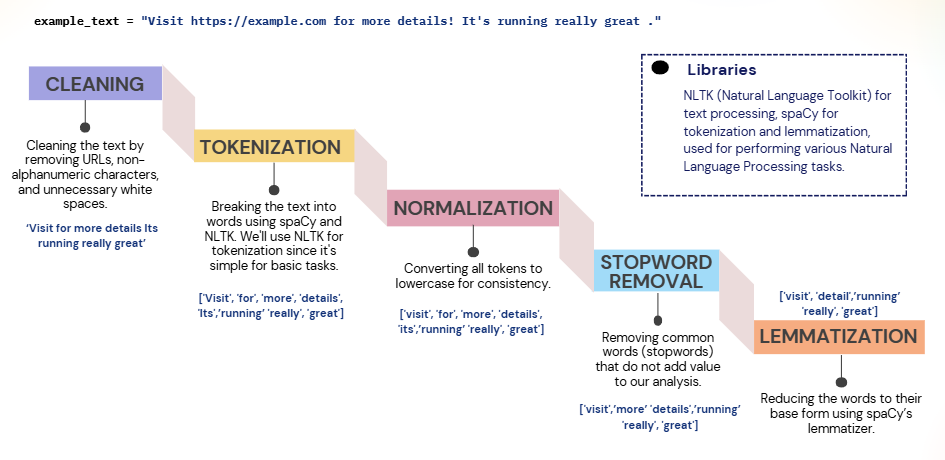 example_text = "Visit https://example.com for more details! It's running really great ."
CLEANING
Cleaning the text by
removing URLs, non-
alphanumeric characters,
and unnecessary white
spaces.
‘Visit for more details Its
running really great’
TOKENIZATION
Breaking the text into
words using spaCy and
NLTK. We'll use NLTK for
tokenization since it's
simple for basic tasks.
['Visit', 'for', 'more', 'details',
'Its','running’ 'really', 'great']
NORMALIZATION
Converting all tokens to
lowercase for consistency.
['visit', 'for', 'more', 'details',
'its','running’ 'really', 'great']
STOPWORD
REMOVAL
Removing common
words (stopwords)
that do not add value
to our analysis.
['visit','more’ 'details','running’
'really', 'great']
['visit', 'detail','running’
'really', 'great']
LEMMATIZATION
Reducing the words to their
base form using spaCy's
lemmatizer.
Libraries
NLTK (Natural Language Toolkit) for
text processing, spaCy for
tokenization and lemmatization,
used for performing various Natural
Language Processing tasks.